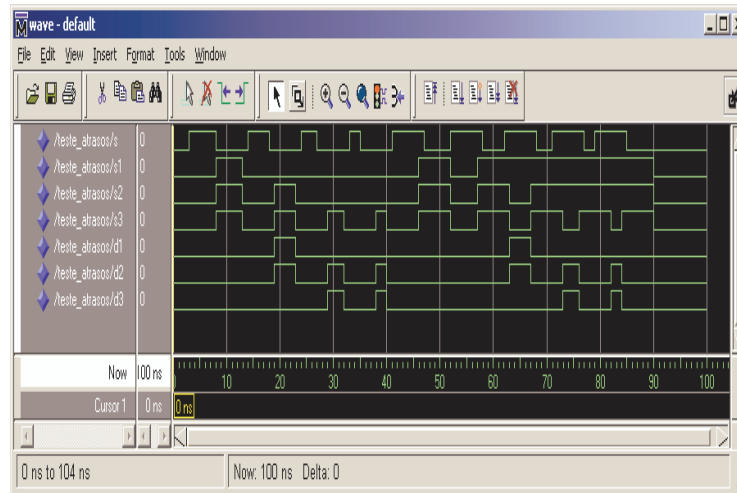 wave - default
File Edit View Insert Format Tools Window
/teste_atrasos/s 0
/teste_atrasos/s1 0
/teste_atrasos/s2 0
/teste_atrasos/s3 0
/teste_atrasos/d1 0
/teste_atrasos/d2 0
/teste_atrasos/d3 0
Now 100 ns
10 20 30 40 50 60 70 80 90 100
Cursor 1 0 ns 0 ns
0 ns to 104 ns Now: 100 ns Delta: 0